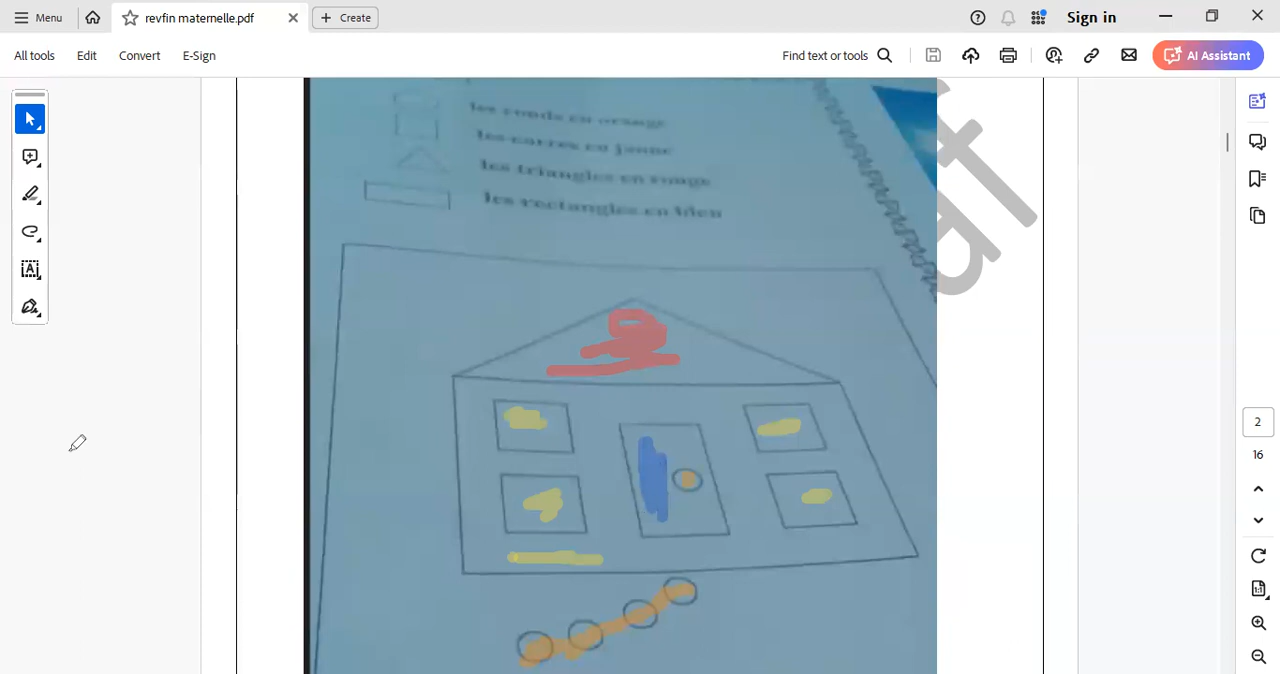 Menu
revfin maternelle.pdf
Create
Sign in
All tools
Edit
Convert
E-Sign
Find text or tools
AI Assistant
les ronds en orange
les carres en jaune
les triangles en rouge
les rectangles en bleu
2
16